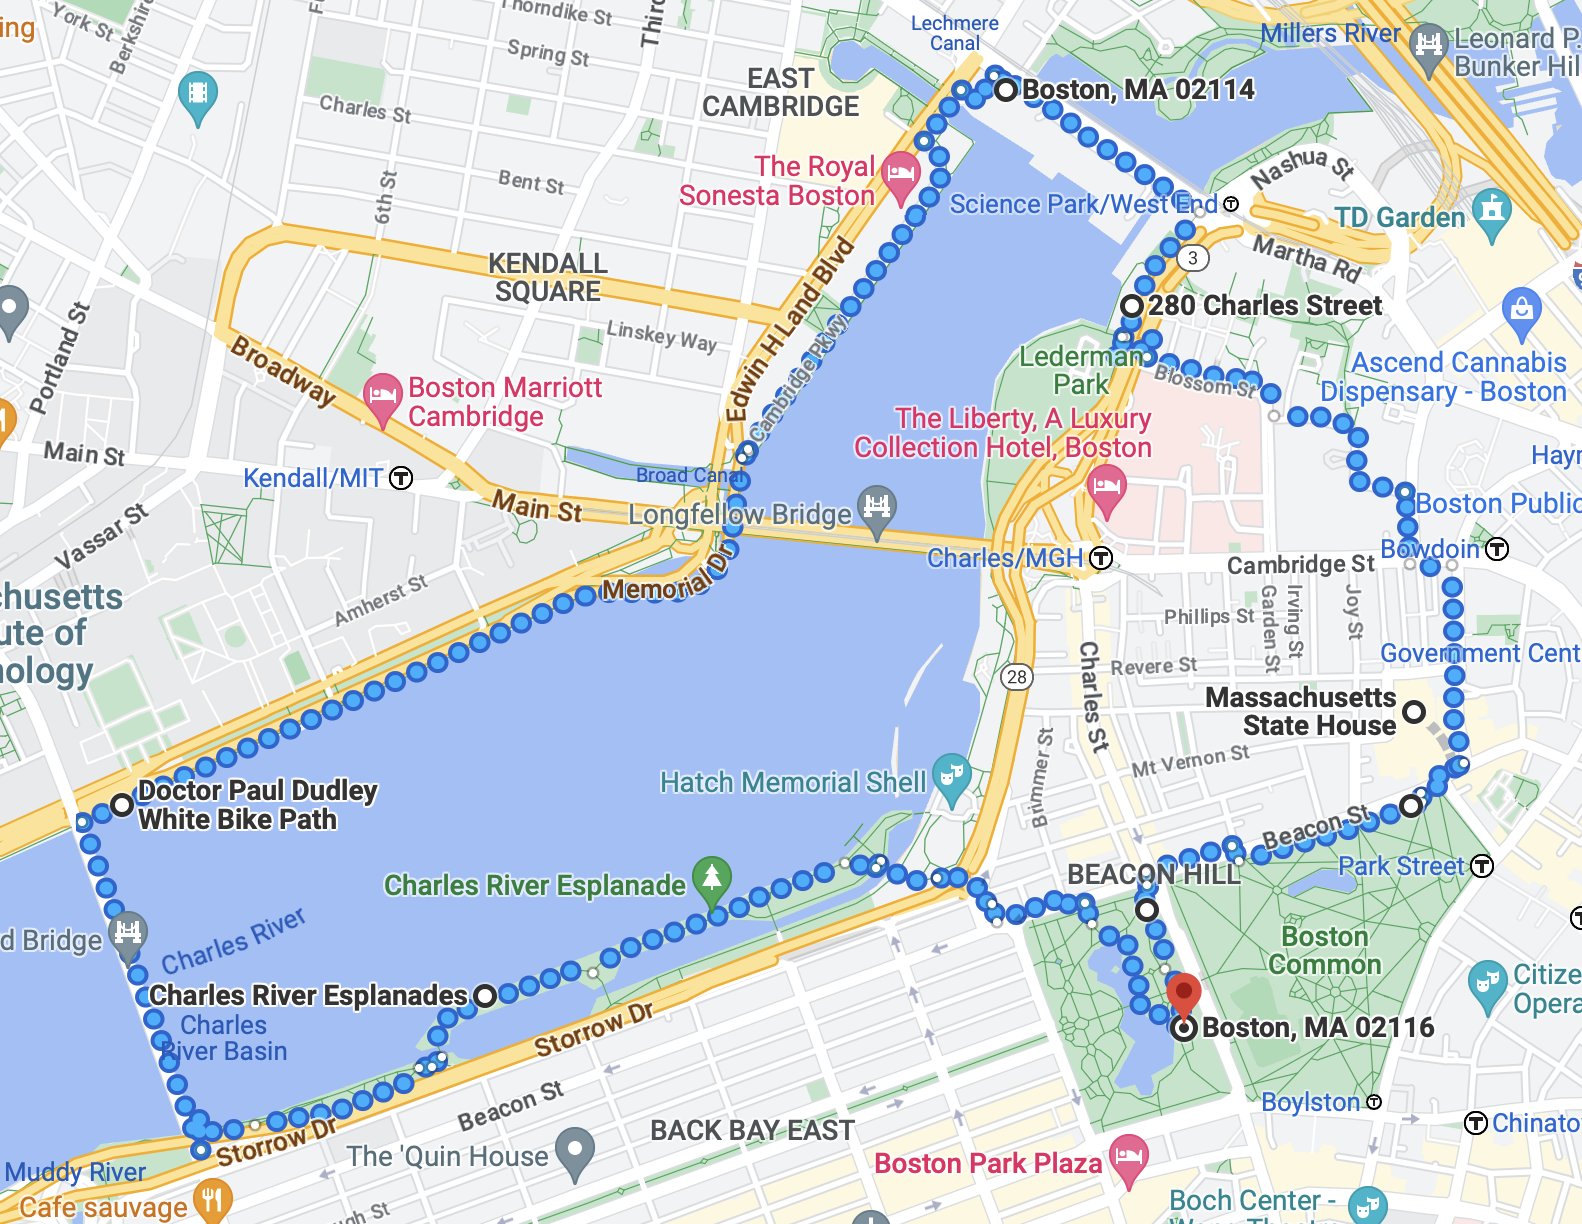 ing
York St
Berkshire
Thorndike St
Spring St
Third
Lechmere
Canal
Millers River
Leonard P.
Bunker Hil
EAST
CAMBRIDGE
Charles St
Boston, MA 02114
The Royal
Sonesta Boston
Bent St
6th St
Nashua St
Science Park/West End
TD Garden
Martha Rd
3
KENDALL
SQUARE
Edwin H Land Blvd
280 Charles Street
Portland St
Linskey Way
Cambridge Pkwy
Broadway
Lederman
Park
Blossom St
Ascend Cannabis
Dispensary - Boston
Boston Marriott
Cambridge
The Liberty, A Luxury
Collection Hotel, Boston
Main St
Kendall/MIT
Broad Canal
Haym
Main St
Longfellow Bridge
Boston Public
Vassar St
Charles/MGH
Bowdoin
Cambridge St
Memorial Dr
Amherst St
chusetts
ute of
nology
Phillips St
Garden St
Irving St
Joy St
Government Cent
Revere St
Charles St
28
Massachusetts
State House
Brimmer St
Mt Vernon St
Hatch Memorial Shell
Doctor Paul Dudley
White Bike Path
Beacon St
Park Street
BEACON HILL
Charles River Esplanade
d Bridge
Charles River
Boston
Common
Charles River Esplanades
Citize
Opera
Charles
River Basin
Storrow Dr
Boston, MA 02116
Beacon St
Boylston
Chinato
Storrow Dr
BACK BAY EAST
The 'Quin House
Muddy River
Boston Park Plaza
Cafe sauvage
Boch Center -